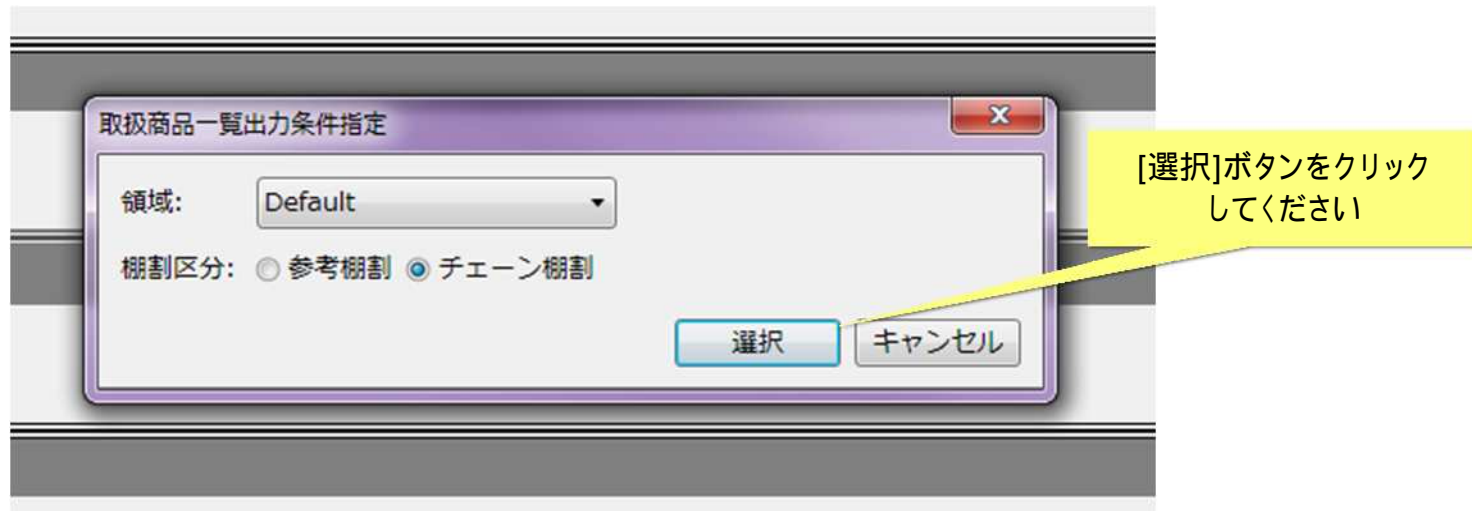 取扱商品一覧出力条件指定
領域: Default
棚割区分: 参考棚割 チェーン棚割
選択 キャンセル
[選択]ボタンをクリック
してください